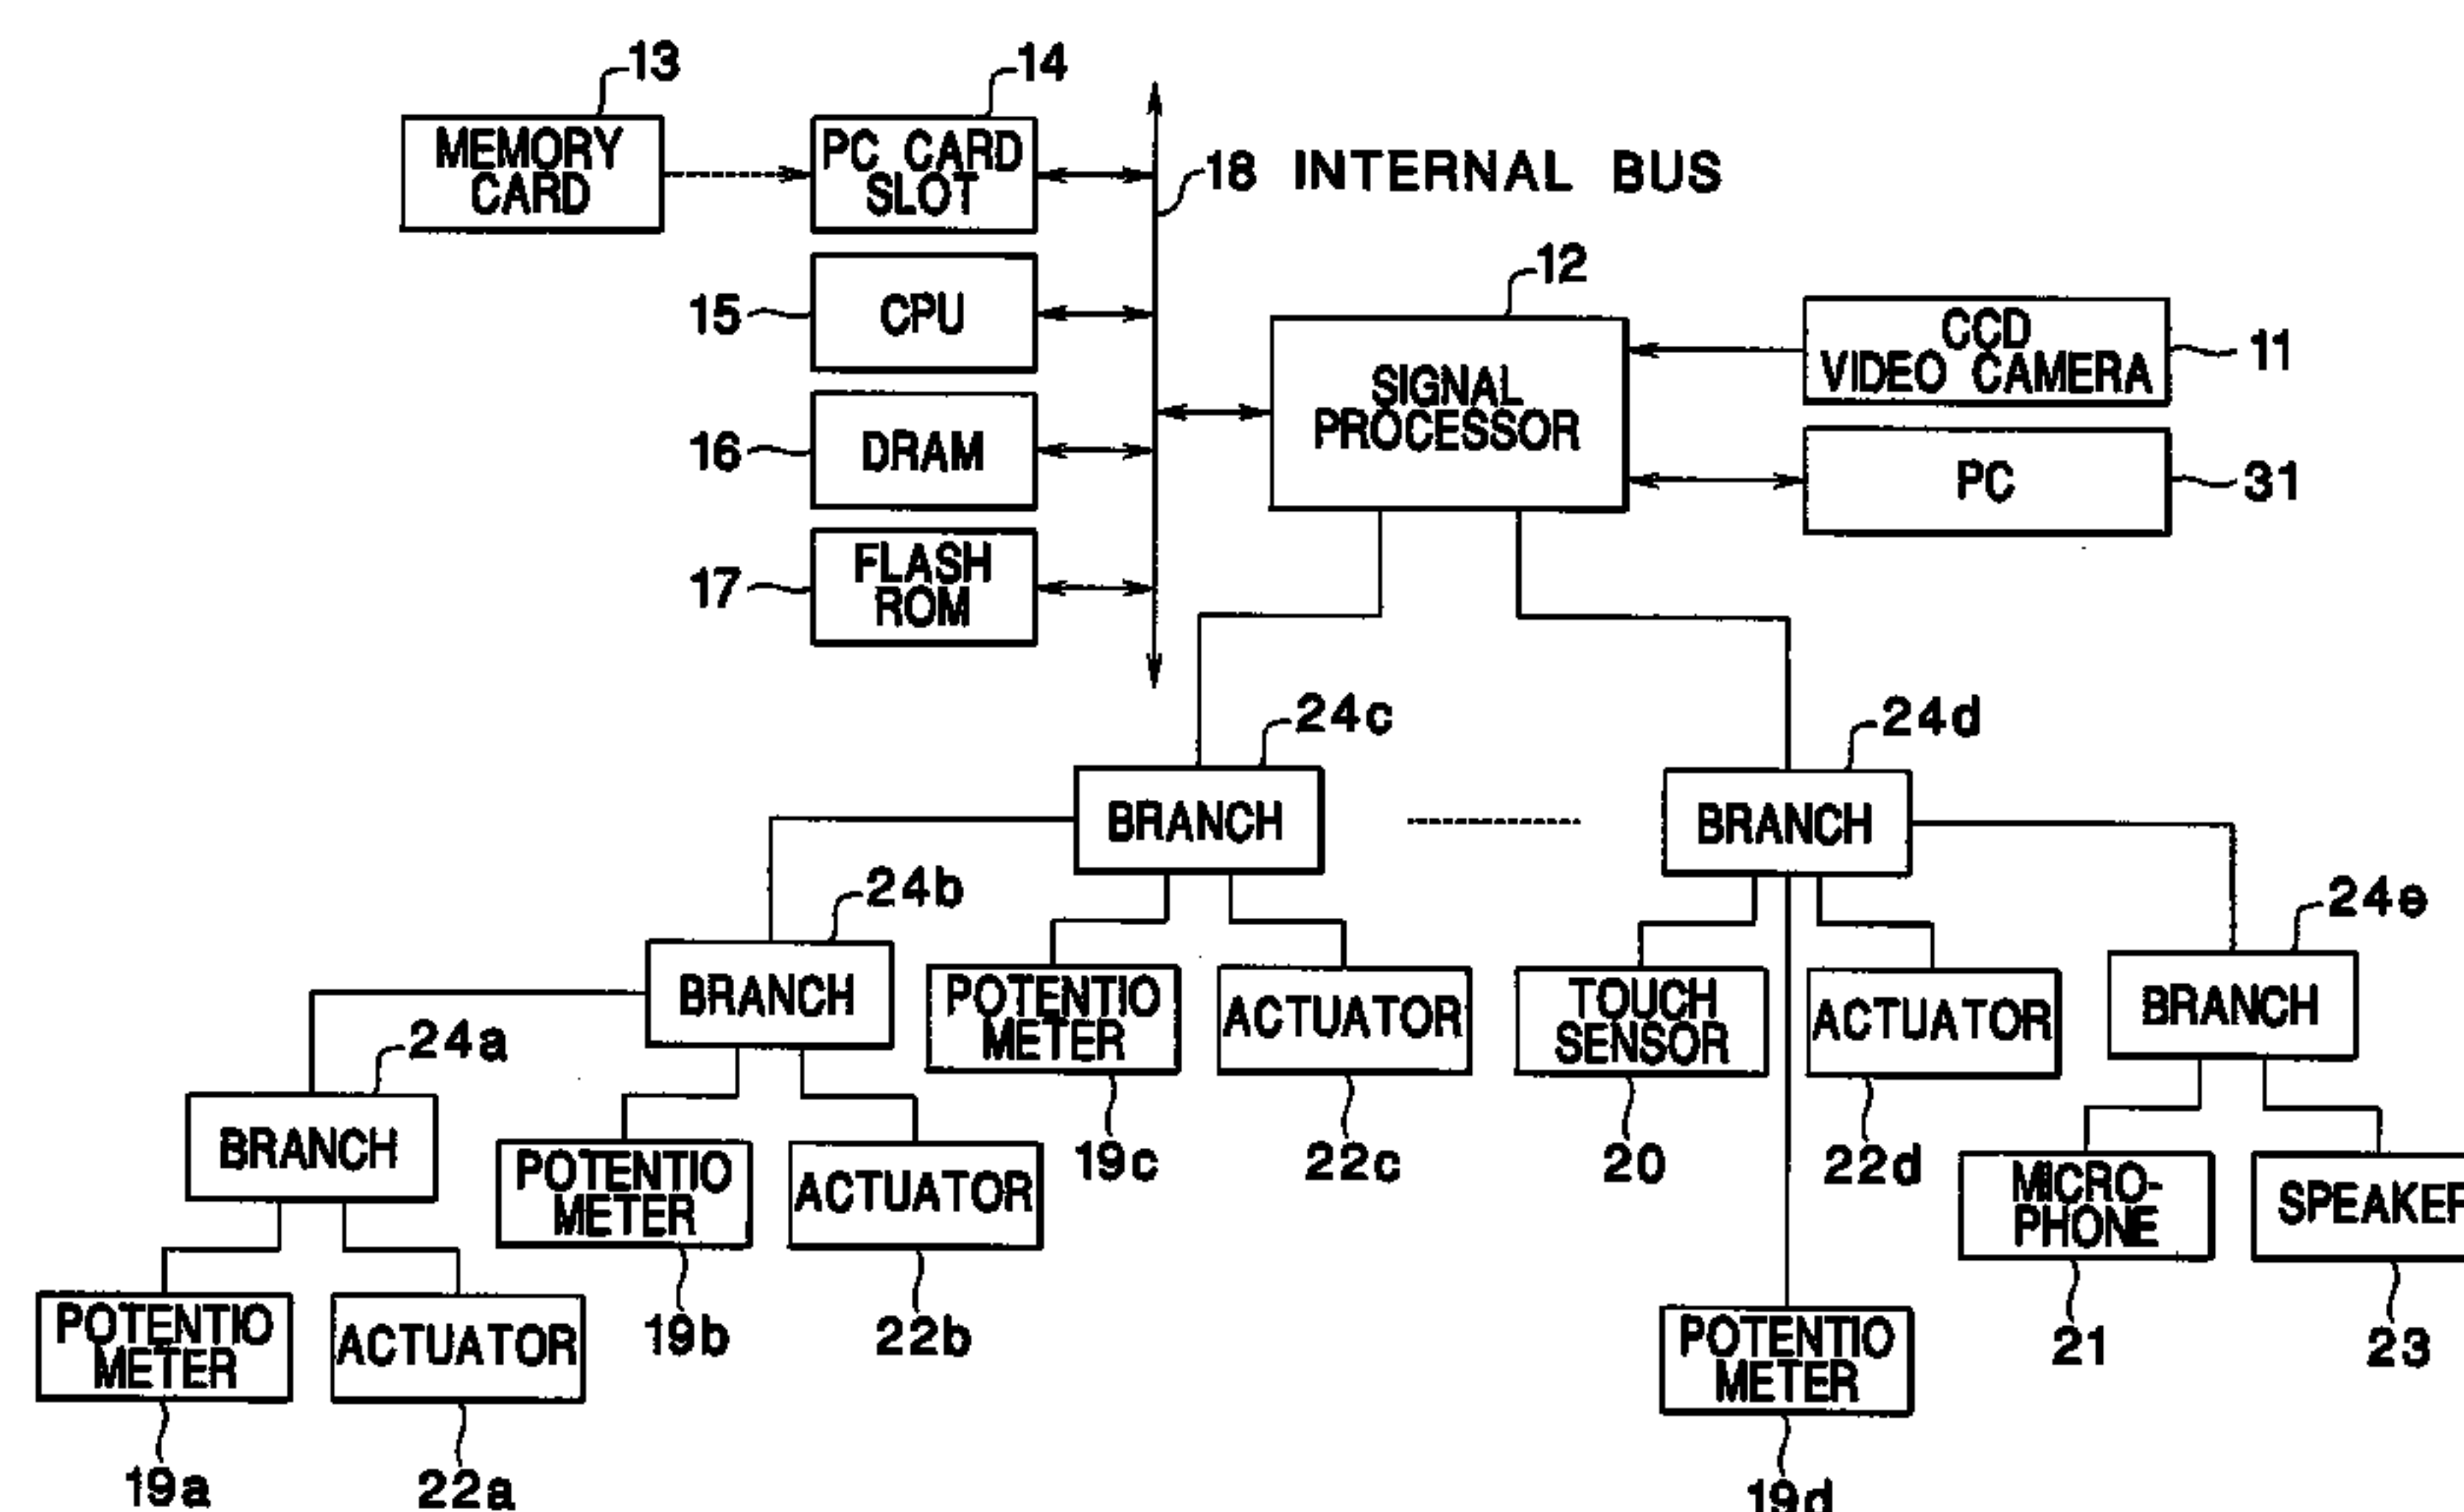 13
14
MEMORY
CARD
PC CARD
SLOT
18 INTERNAL BUS
12
15
CPU
CCD
VIDEO CAMERA
11
SIGNAL
PROCESSOR
16
DRAM
PC
31
17
FLASH
ROM
24c
24d
BRANCH
BRANCH
24b
24e
BRANCH
POTENTIO
METER
ACTUATOR
TOUCH
SENSOR
ACTUATOR
BRANCH
24a
BRANCH
POTENTIO
METER
ACTUATOR
19c
22c
20
22d
MICRO-
PHONE
SPEAKER
POTENTIO
METER
ACTUATOR
19b
22b
POTENTIO
METER
21
23
19a
22a
19d